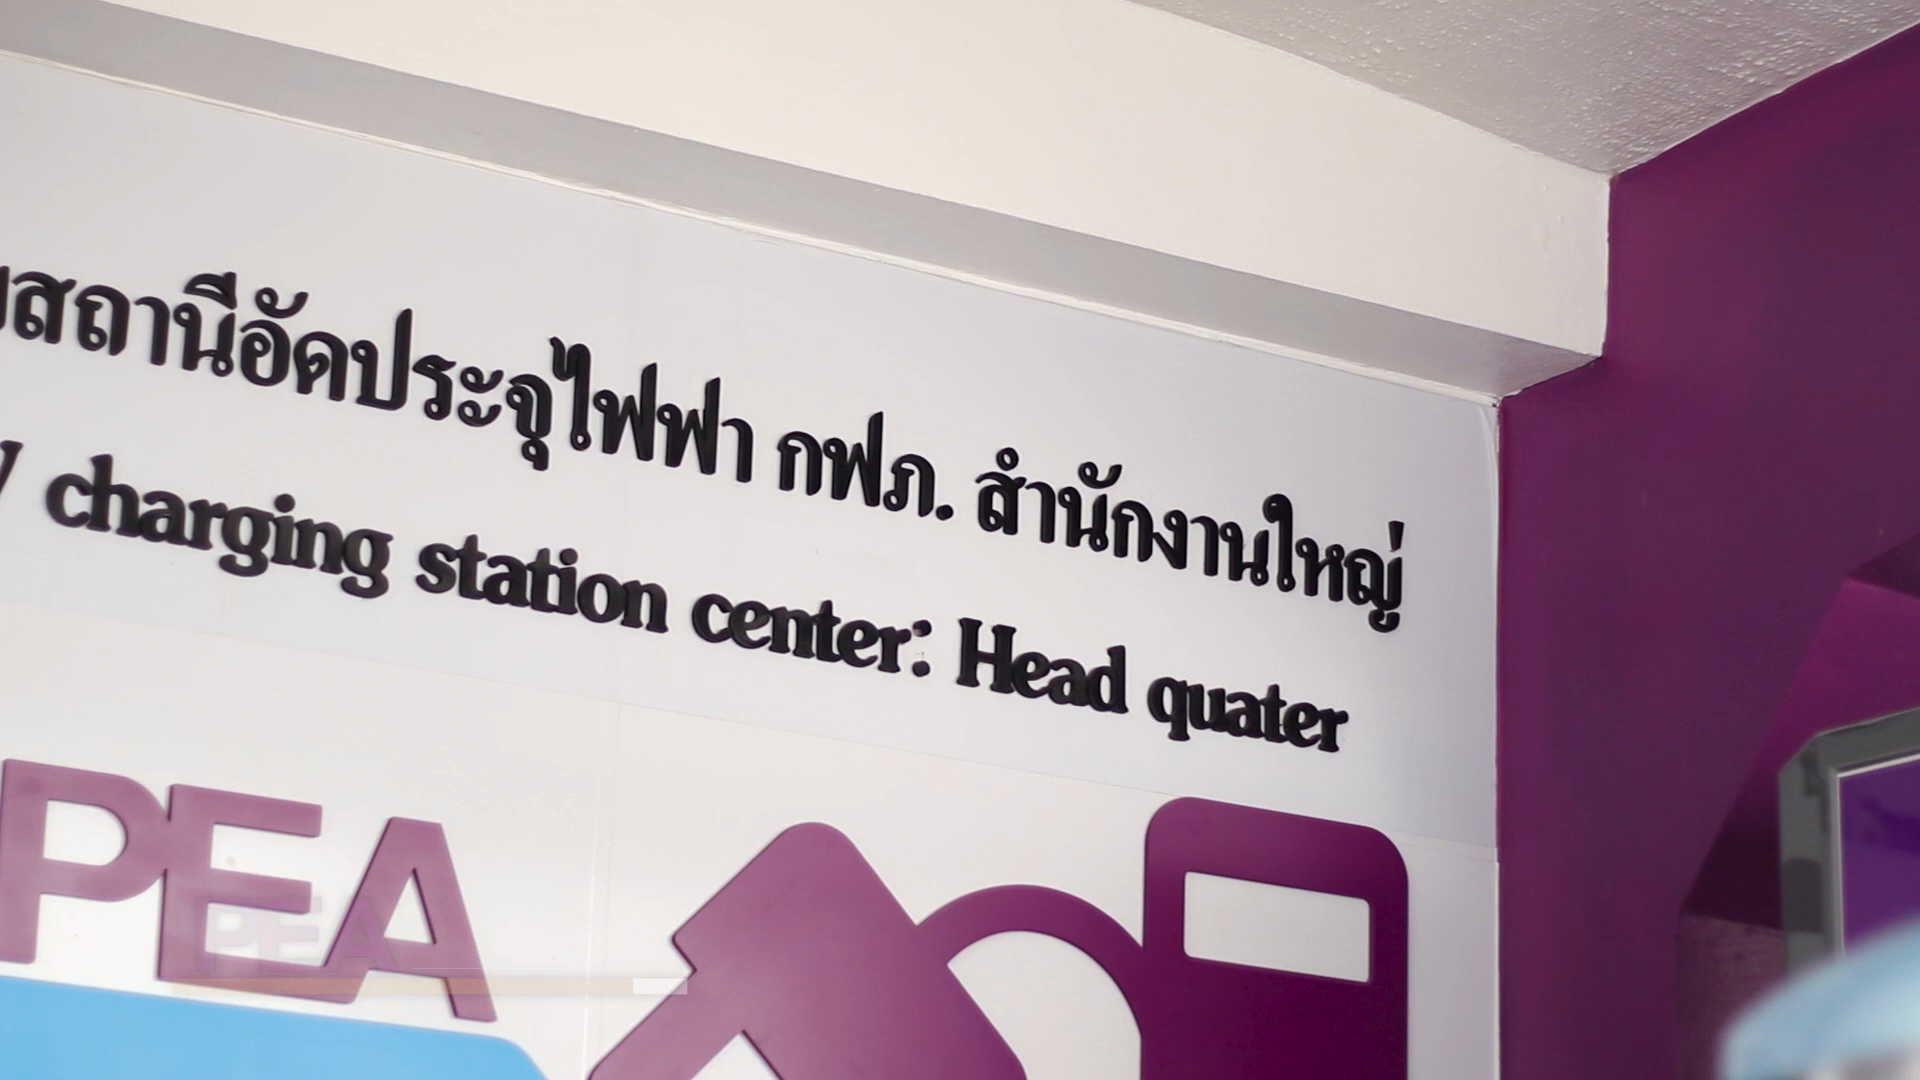 สถานีอัดประจุไฟฟ้า กฟภ. สำนักงานใหญ่
charging station center: Head quater
PEA
PEA